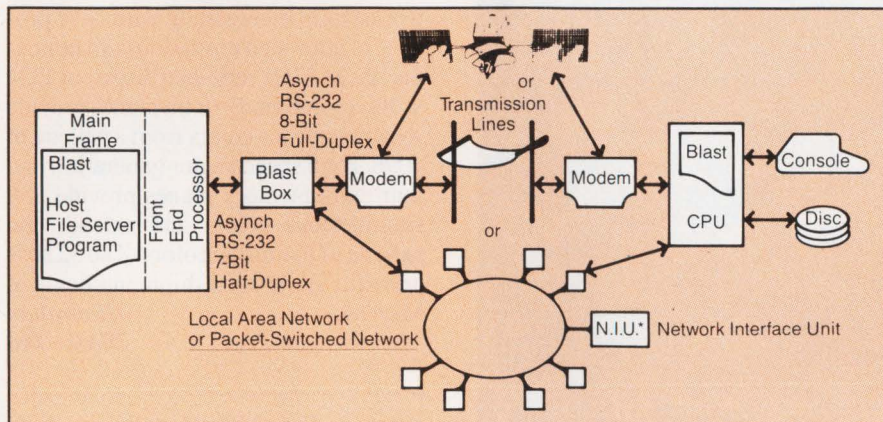 Main
Frame
Blast
Host
File Server
Program
Front
End
Processor
Asynch
RS-232
8-Bit
Full-Duplex
Blast
Box
Asynch
RS-232
7-Bit
Half-Duplex
Modem
or
Transmission
Lines
or
Modem
Blast
CPU
Console
Disc
Local Area Network
or Packet-Switched Network
N.I.U.*
Network Interface Unit